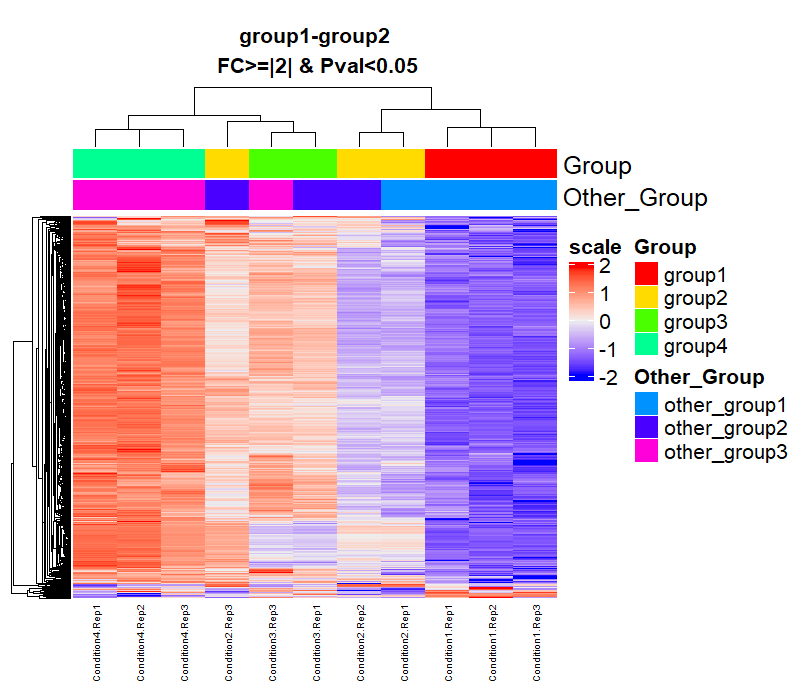 group1-group2
FC>=|2| & Pval<0.05
Group
Other_Group
scale
2
1
0
-1
-2
Group
group1
group2
group3
group4
Other_Group
other_group1
other_group2
other_group3
Condition4.Rep1
Condition4.Rep2
Condition4.Rep3
Condition2.Rep3
Condition3.Rep3
Condition3.Rep1
Condition2.Rep2
Condition2.Rep1
Condition1.Rep1
Condition1.Rep2
Condition1.Rep3